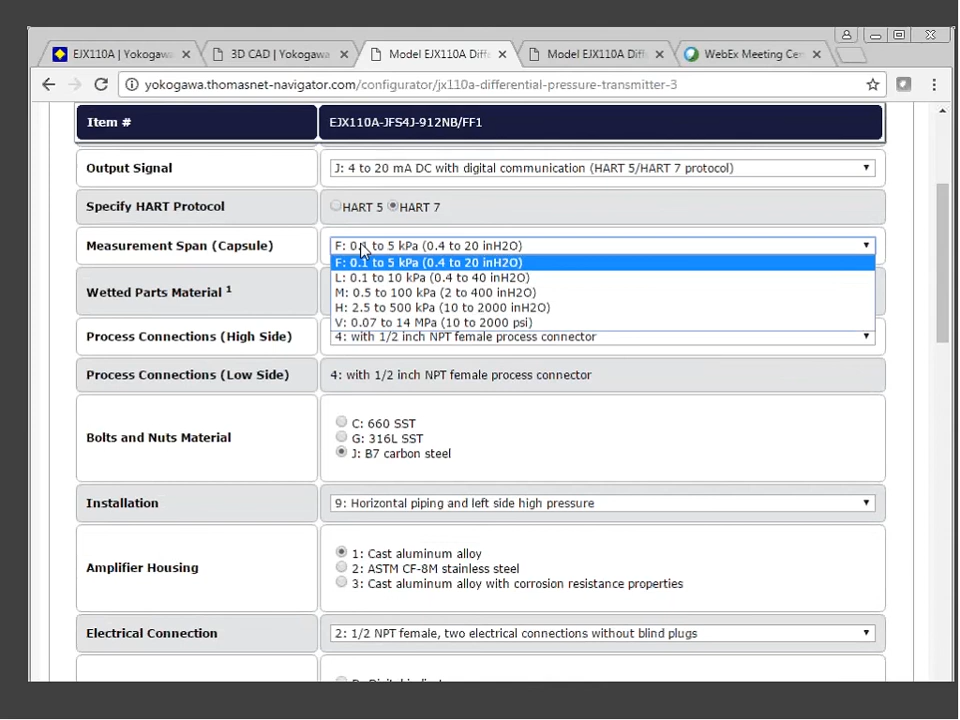 EJX110A | Yokogawa
3D CAD | Yokogawa
Model EJX110A Diff
Model EJX110A Diff
WebEx Meeting Cen
yokogawa.thomasnet-navigator.com/configurator/jx110a-differential-pressure-transmitter-3
Item #
EJX110A-JFS4J-912NB/FF1
Output Signal
J: 4 to 20 mA DC with digital communication (HART 5/HART 7 protocol)
Specify HART Protocol
HART 5 HART 7
Measurement Span (Capsule)
F: 0.1 to 5 kPa (0.4 to 20 inH2O)
F: 0.1 to 5 kPa (0.4 to 20 inH2O)
L: 0.1 to 10 kPa (0.4 to 40 inH2O)
M: 0.5 to 100 kPa (2 to 400 inH2O)
H: 2.5 to 500 kPa (10 to 2000 inH2O)
V: 0.07 to 14 MPa (10 to 2000 psi)
Wetted Parts Material 1
Process Connections (High Side)
4: with 1/2 inch NPT female process connector
Process Connections (Low Side)
4: with 1/2 inch NPT female process connector
Bolts and Nuts Material
C: 660 SST
G: 316L SST
J: B7 carbon steel
Installation
9: Horizontal piping and left side high pressure
Amplifier Housing
1: Cast aluminum alloy
2: ASTM CF-8M stainless steel
3: Cast aluminum alloy with corrosion resistance properties
Electrical Connection
2: 1/2 NPT female, two electrical connections without blind plugs